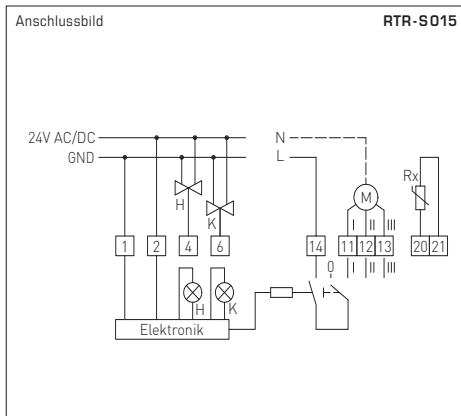 Anschlussbild RTR-S015
24V AC/DC N
GND L
Rx
H M
K I II III
1 2 4 6 14 11 12 13 20 21
0 I II III
H K
Elektronik